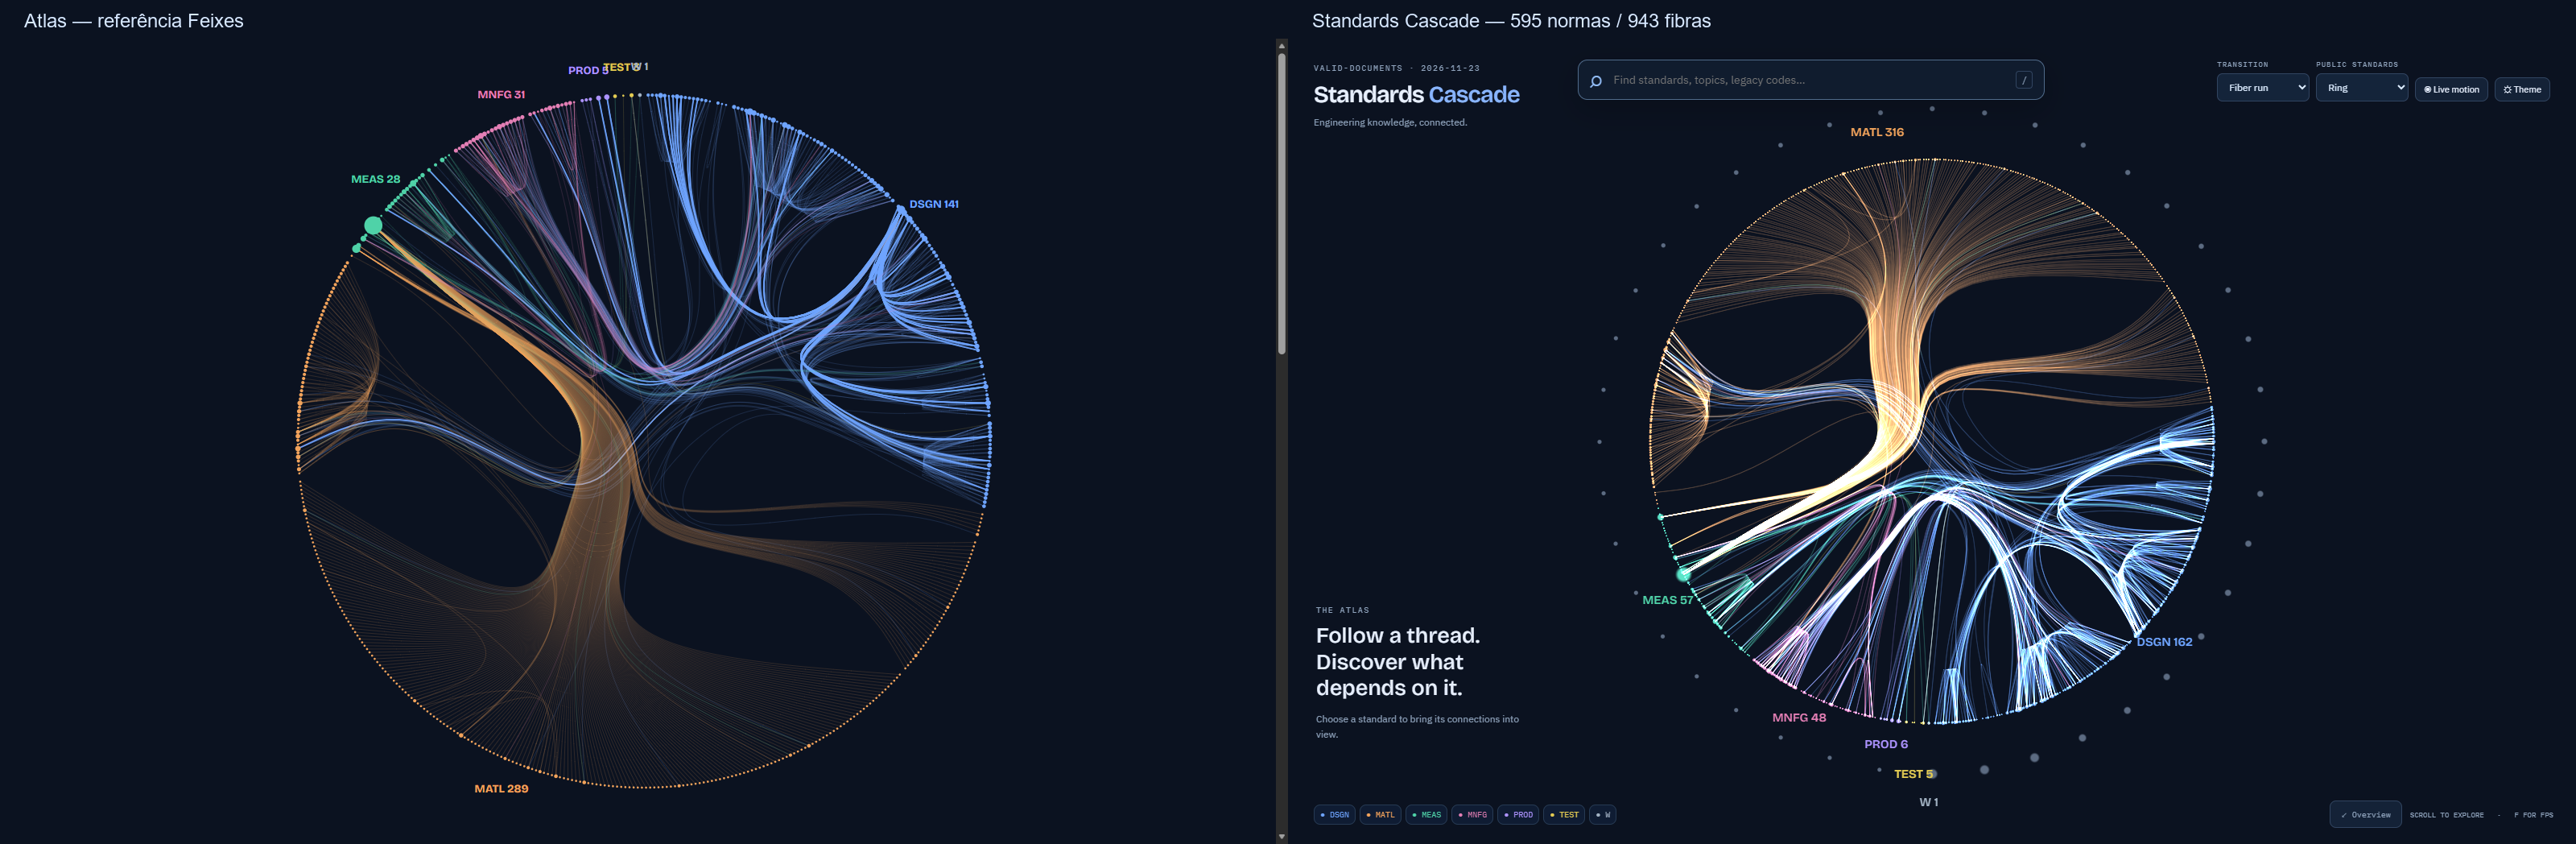 Atlas — referência Feixes
PROD 5
TEST 5
W 1
MNFG 31
MEAS 28
DSGN 141
MATL 289
Standards Cascade — 595 normas / 943 fibras
VALID-DOCUMENTS · 2026-11-23
Standards Cascade
Engineering knowledge, connected.
Find standards, topics, legacy codes...
/
TRANSITION
Fiber run
PUBLIC STANDARDS
Ring
Live motion
Theme
MATL 316
MEAS 57
DSGN 162
MNFG 48
PROD 6
TEST 5
W 1
THE ATLAS
Follow a thread.
Discover what
depends on it.
Choose a standard to bring its connections into
view.
DSGN
MATL
MEAS
MNFG
PROD
TEST
W
✓ Overview
SCROLL TO EXPLORE · F FOR FPS